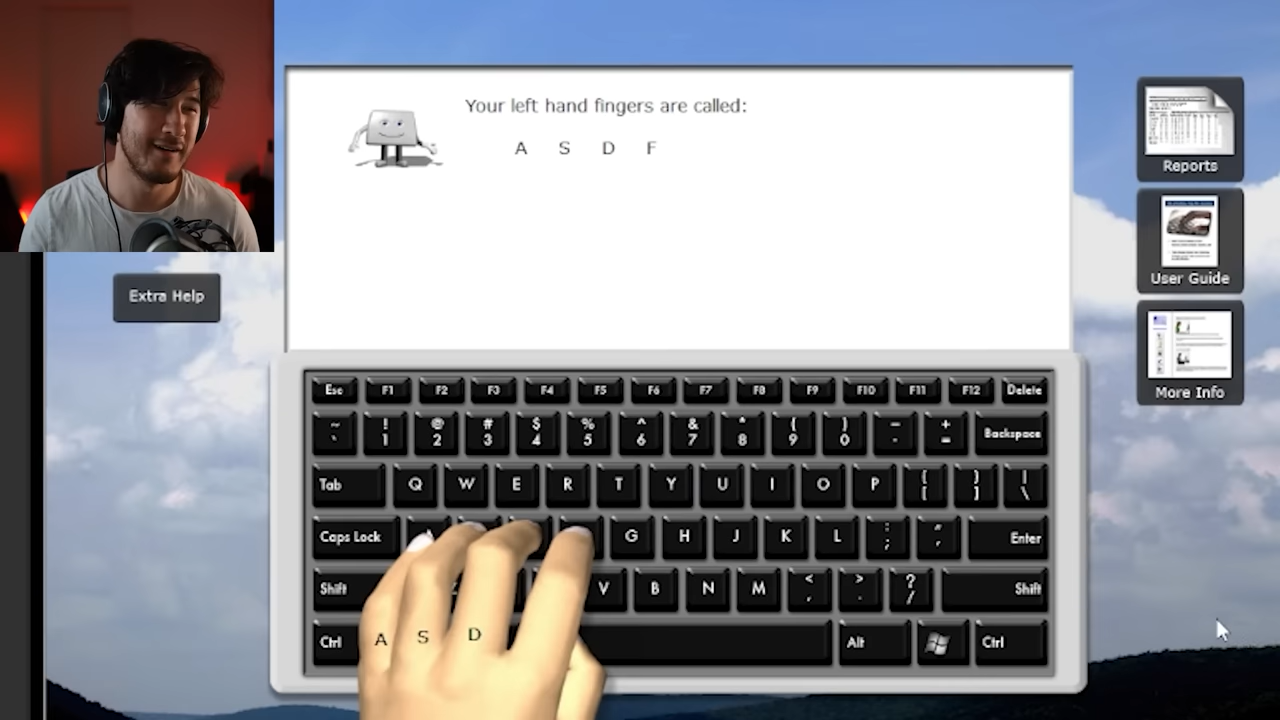 Your left hand fingers are called:
A S D F
Reports
User Guide
More Info
Extra Help
Esc F1 F2 F3 F4 F5 F6 F7 F8 F9 F10 F11 F12 Delete
~ ! @ # $ % ^ & * ( ) - +
` 1 2 3 4 5 6 7 8 9 0 - = Backspace
Tab Q W E R T Y U I O P { } |
[ ] \
Caps Lock G H J K L : "
; ' Enter
Shift V B N M < > ?
, . / Shift
Ctrl Alt Ctrl
A S D